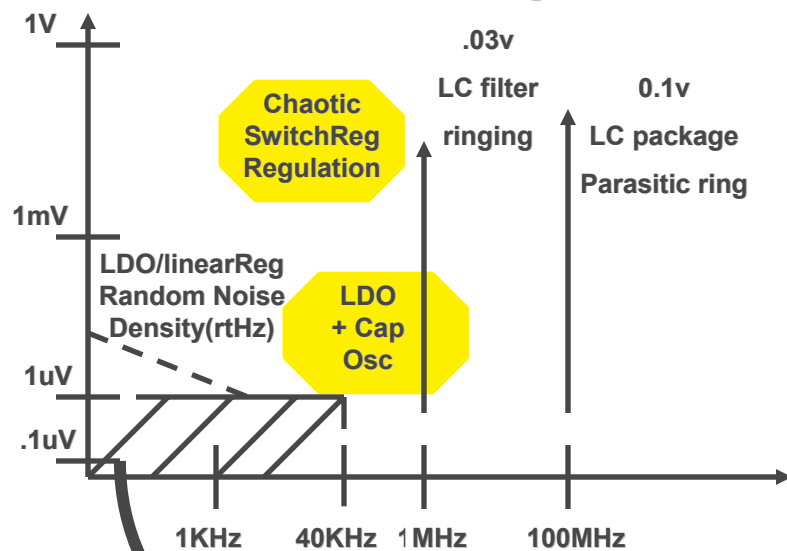 1V
1mV
1uV
.1uV
Chaotic
SwitchReg
Regulation
.03v
LC filter
ringing
0.1v
LC package
Parasitic ring
LDO/linearReg
Random Noise
Density(rtHz)
LDO
+ Cap
Osc
1KHz
40KHz
1MHz
100MHz